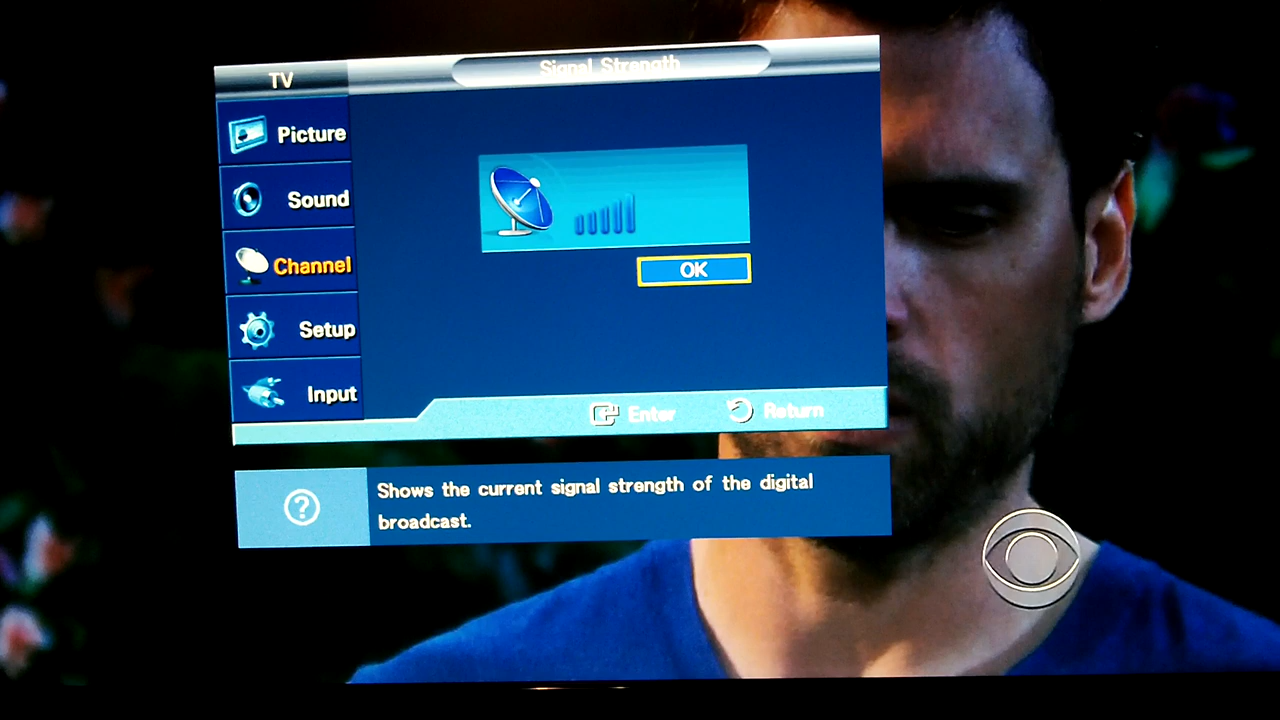 TV
Signal Strength
Picture
Sound
Channel
Setup
Input
OK
Enter
Return
Shows the current signal strength of the digital
broadcast.